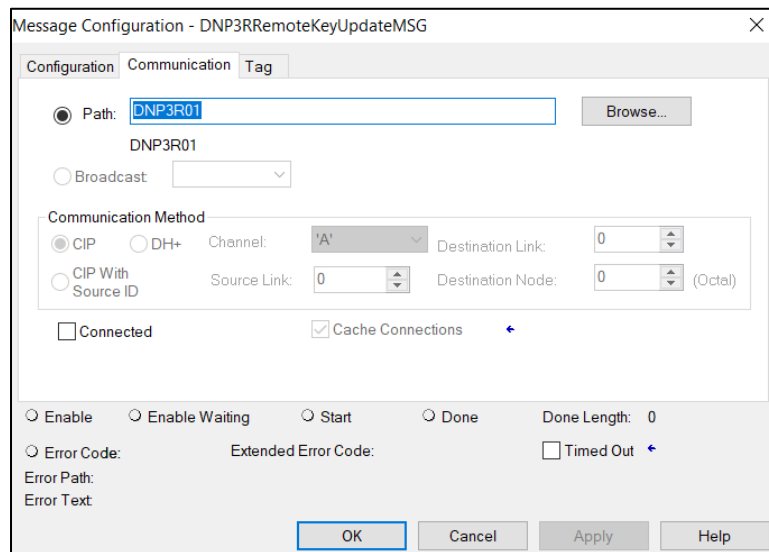 Message Configuration - DNP3RRemoteKeyUpdateMSG
Configuration Communication Tag
Path: DNP3R01 Browse...
DNP3R01
Broadcast
Communication Method
CIP DH+ Channel: 'A' Destination Link: 0
CIP With Source ID Source Link: 0 Destination Node: 0 (Octal)
Connected Cache Connections
Enable Enable Waiting Start Done Done Length: 0
Error Code: Extended Error Code: Timed Out
Error Path:
Error Text:
OK Cancel Apply Help